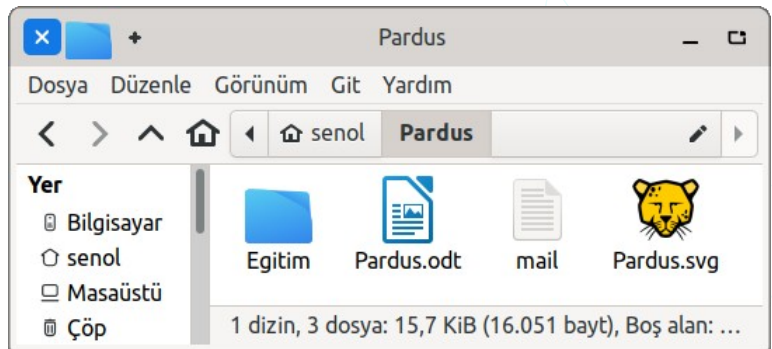 Pardus
Dosya Düzenle Görünüm Git Yardım
senol Pardus
Yer
Bilgisayar
senol
Masaüstü
Çöp
Egitim Pardus.odt mail Pardus.svg
1 dizin, 3 dosya: 15,7 KiB (16.051 bayt), Boş alan: …